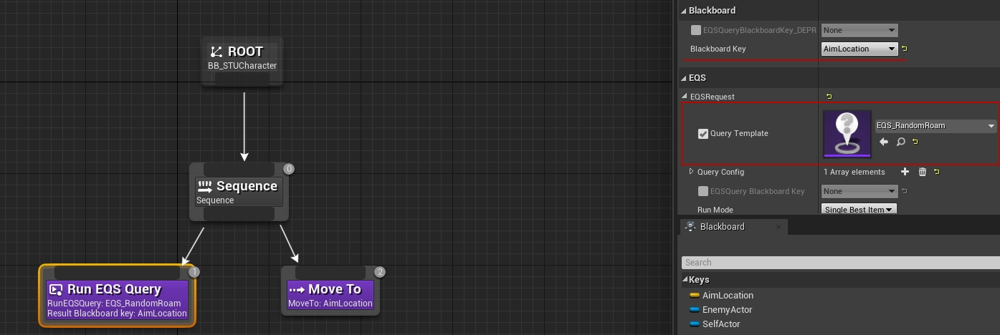 ROOT
BB_STUCharacter
0
Sequence
Sequence
1
Run EQS Query
RunEQSQuery: EQS_RandomRoam
Result Blackboard key: AimLocation
2
Move To
MoveTo: AimLocation
Blackboard
EQSQueryBlackboardKey_DEPR
None
Blackboard Key
AimLocation
EQS
EQSRequest
Query Template
EQS_RandomRoam
Query Config
1 Array elements
EQSQuery Blackboard Key
None
Run Mode
Single Best Item
Blackboard
Search
Keys
AimLocation
EnemyActor
SelfActor